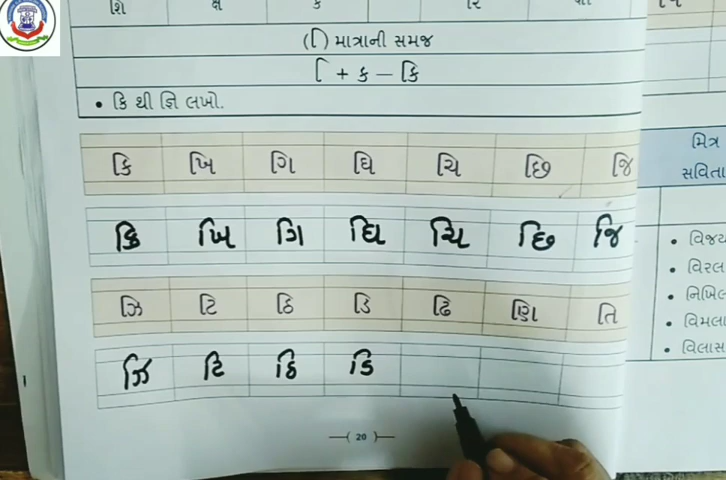 શિ
(િ) માત્રાની સમજ
િ + ક – કિ
• કિ થી જ્ઞિ લખો.
કિ ખિ ગિ ઘિ ચિ છિ જિ
કિ ખિ ગિ ઘિ ચિ છિ જિ
ઝિ ટિ ઠિ ડિ ઢિ ણિ તિ
ઝિ ટિ ઠિ ડિ
20
મિત્ર
સવિતા
• વિજય
• વિરલ
• નિખિલ
• વિમલા
• વિલાસ